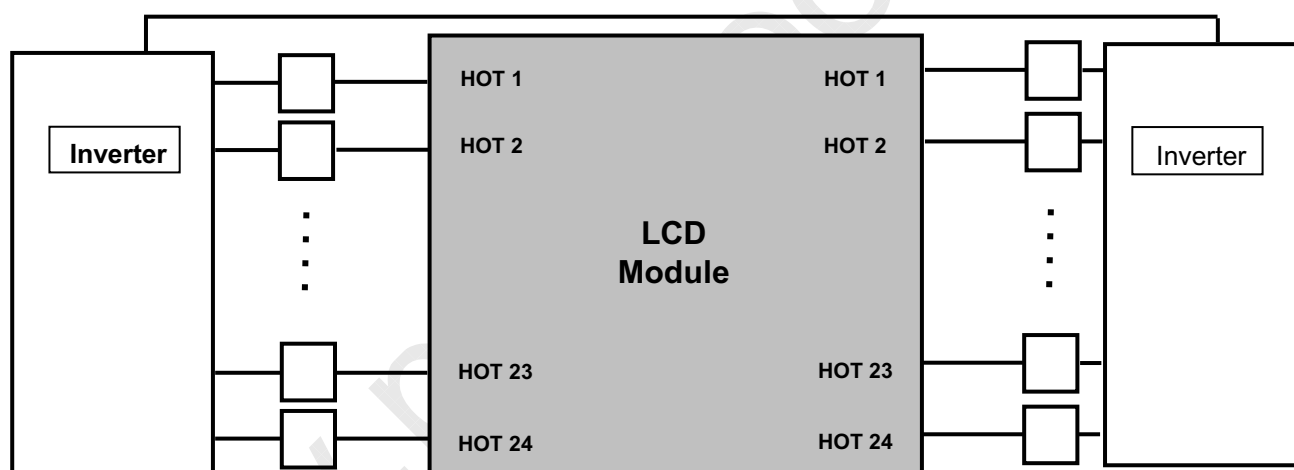 HOT 1 HOT 1
Inverter HOT 2 HOT 2 Inverter
LCD
Module
HOT 23 HOT 23
HOT 24 HOT 24